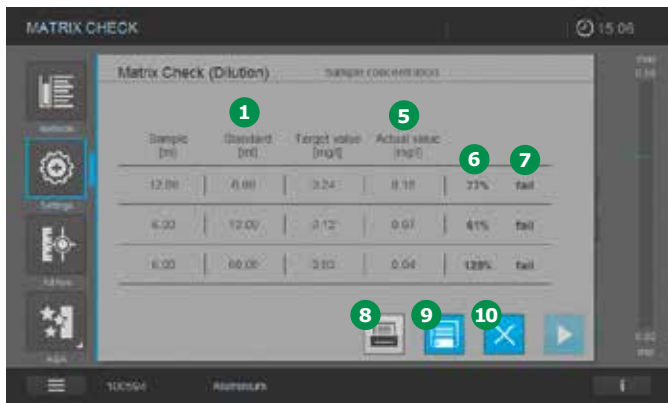 MATRIX CHECK 15:06
Matrix Check (Dilution) Sample concentration
max
1 5
Sample Standard Target value Actual value 6 7
[ml] [ml] [mg/l] [mg/l]
12.00 6.00 0.24 0.18 77% fail
6.00 12.00 0.12 0.07 61% fail
6.00 60.00 0.03 0.04 128% fail
Settings
8 9 10
AQA
100594 Aluminium i